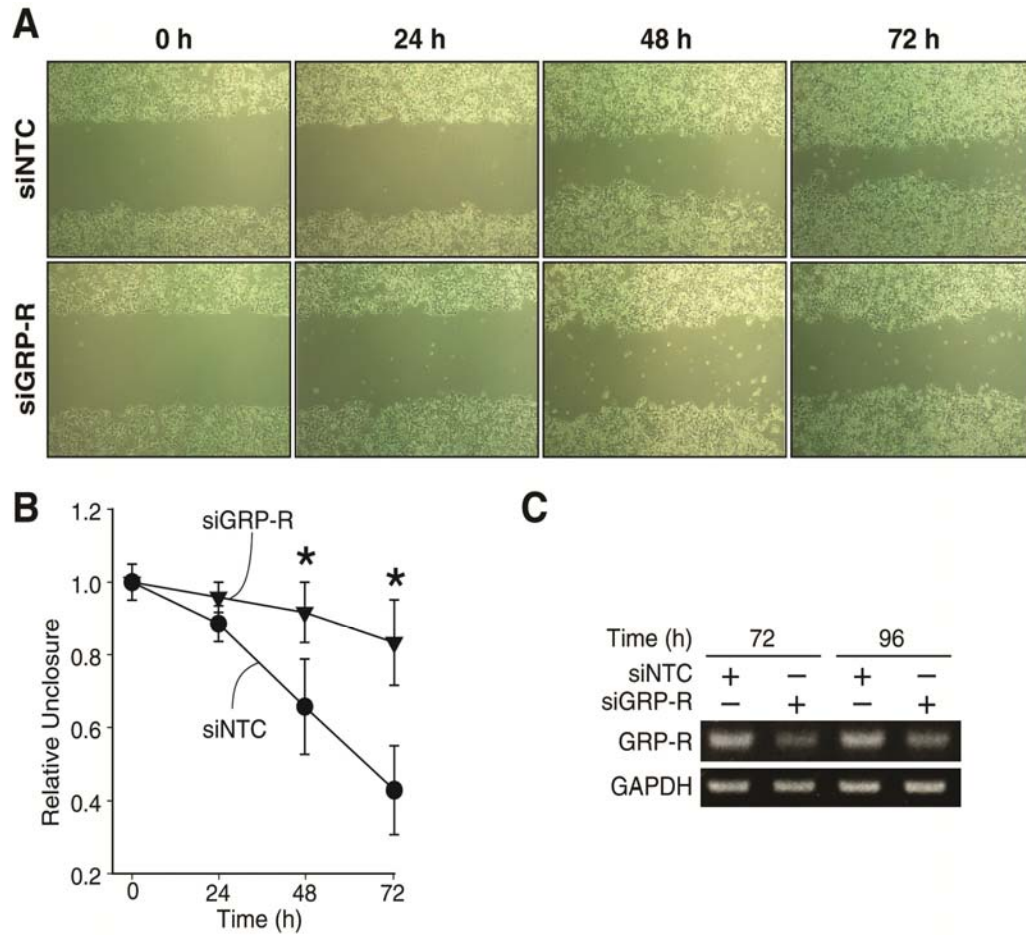 A
0 h 24 h 48 h 72 h
siNTC
siGRP-R
B
1.2
1.0
0.8
0.6
0.4
0.2
Relative Unclosure
siGRP-R
siNTC
* *
0 24 48 72
Time (h)
C
Time (h) 72 96
siNTC + − + −
siGRP-R − + − +
GRP-R
GAPDH